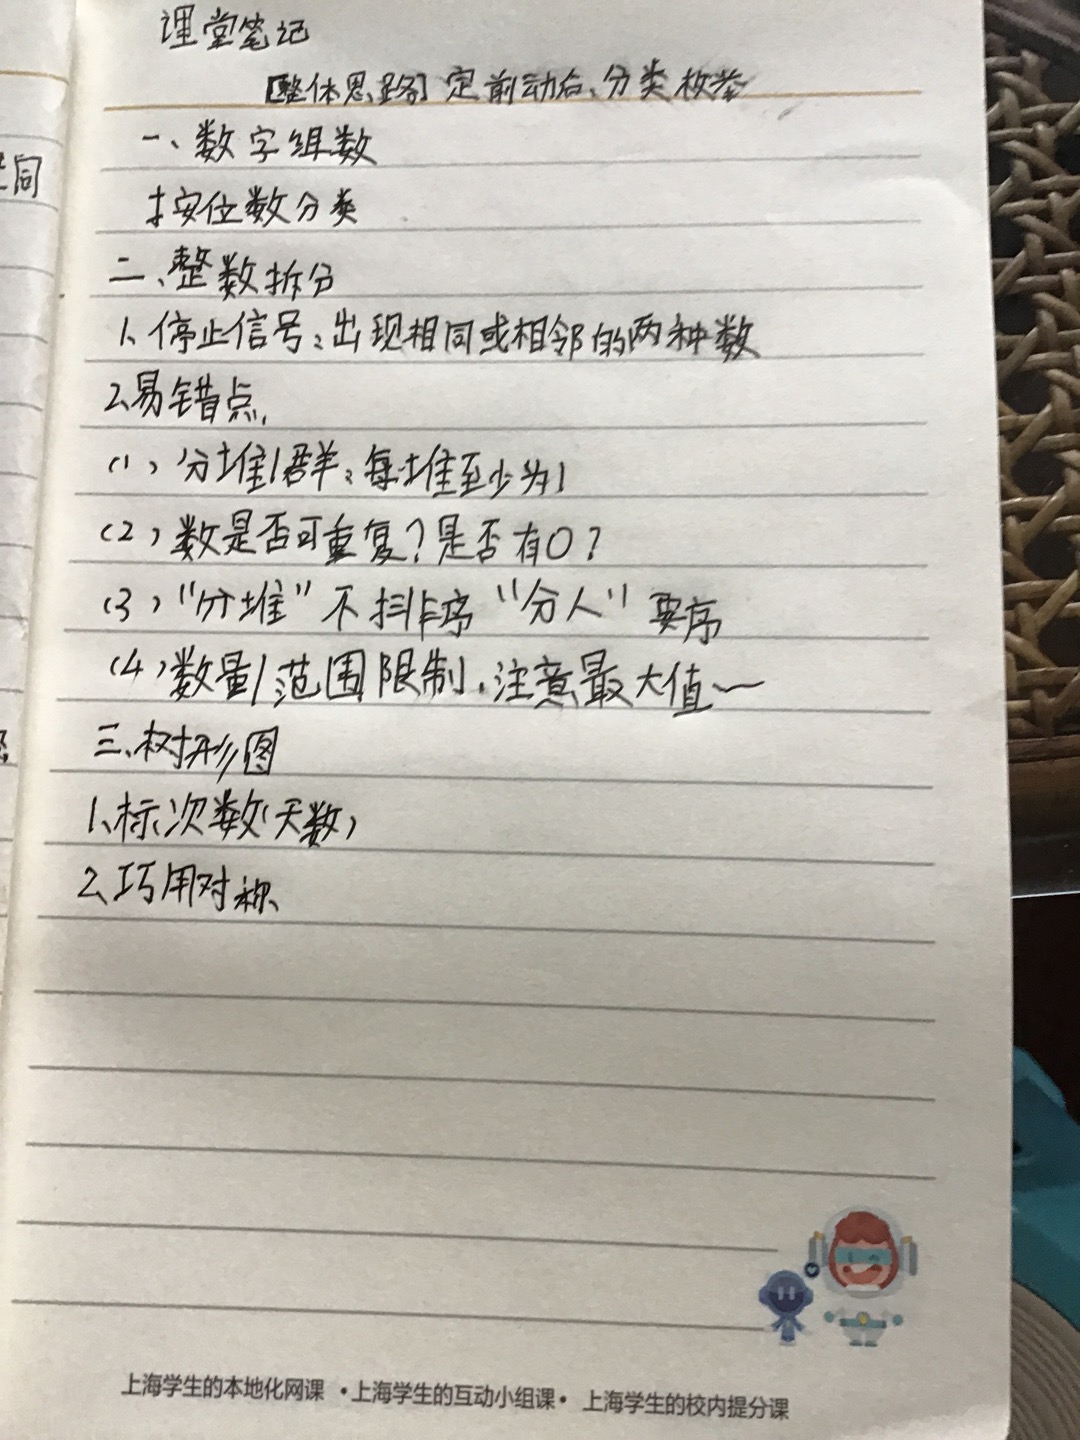 课堂笔记
[整体思路] 定前动后、分类枚举
一、数字组数
按位数分类
二、整数拆分
1、停止信号:出现相同或相邻的两种数
2、易错点、
(1)分堆/群:每堆至少为1
(2)数是否可重复?是否有0?
(3)"分堆"不排序"分人"要序
(4)数量/范围限制,注意最大值~
三、树形图
1、标次数(天数)
2、巧用对称
同
上海学生的本地化网课 •上海学生的互动小组课• 上海学生的校内提分课